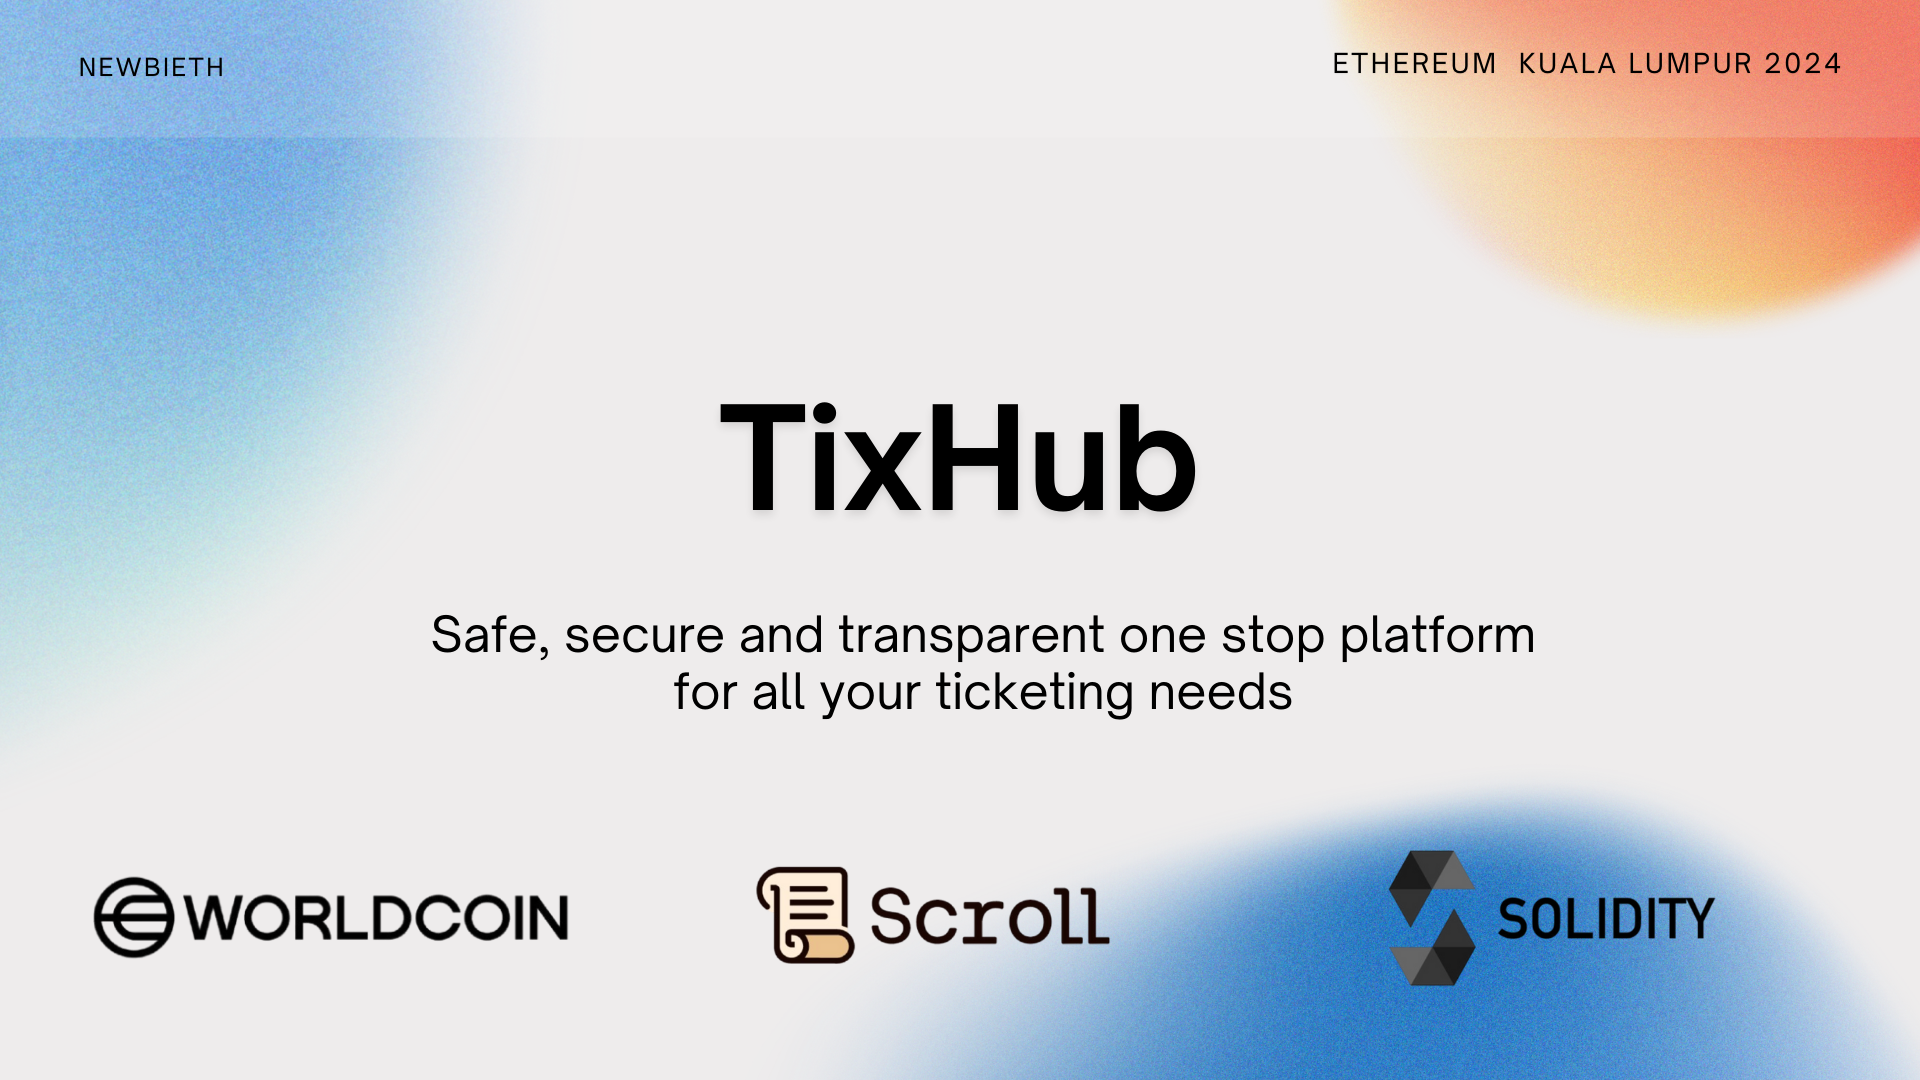 NEWBIETH
ETHEREUM KUALA LUMPUR 2024
TixHub
Safe, secure and transparent one stop platform
for all your ticketing needs
WORLDCOIN
Scroll
SOLIDITY